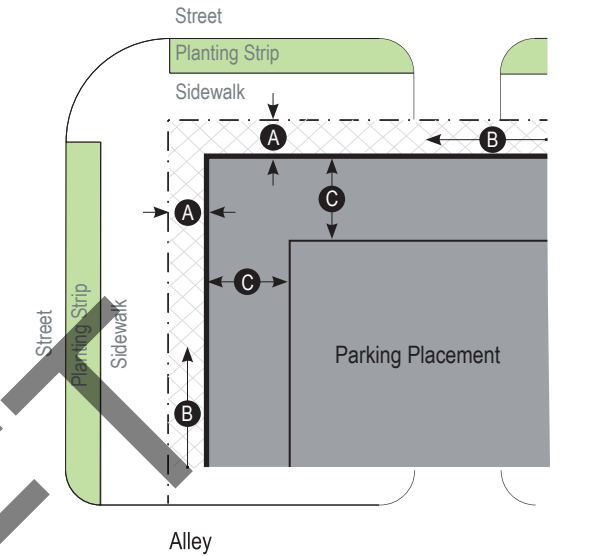 Street
Planting Strip
Sidewalk
A
B
A
C
C
Street
Planting Strip
Sidewalk
Parking Placement
B
Alley